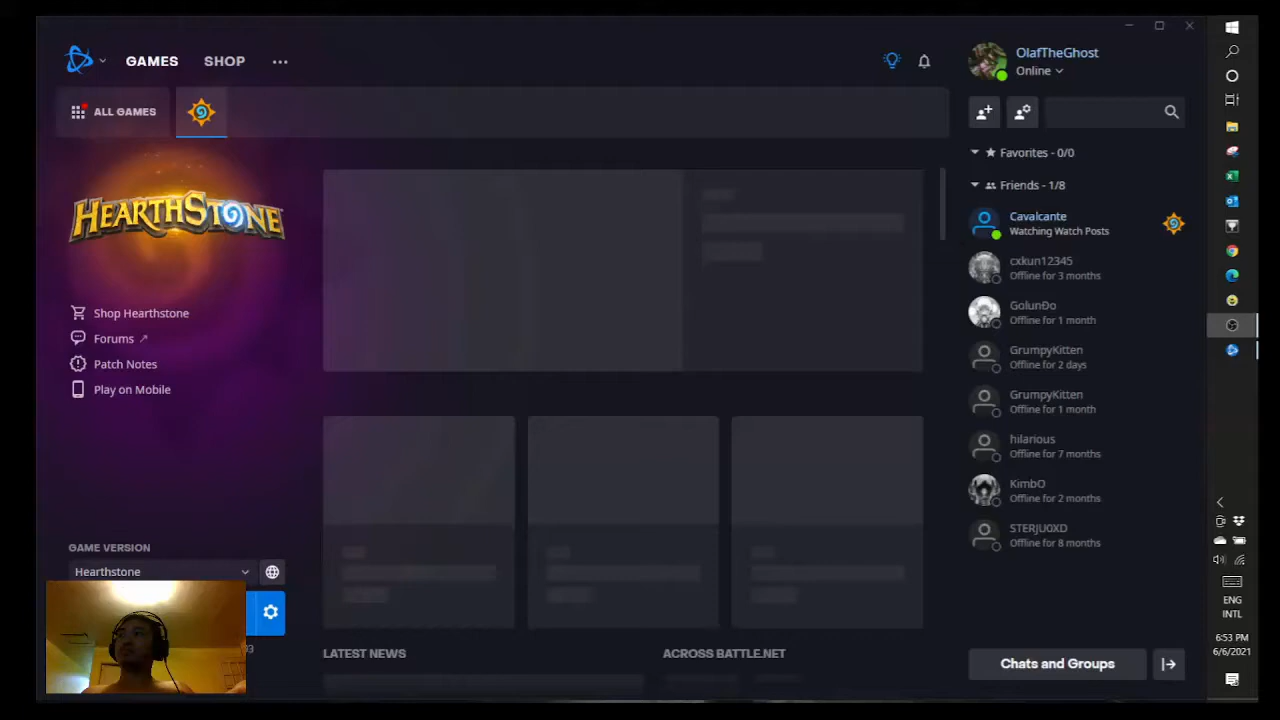 GAMES SHOP
OlafTheGhost
Online
ALL GAMES
HEARTHSTONE
Shop Hearthstone
Forums
Patch Notes
Play on Mobile
GAME VERSION
Hearthstone
LATEST NEWS
ACROSS BATTLE.NET
Favorites - 0/0
Friends - 1/8
Cavalcante
Watching Watch Posts
cxkun12345
Offline for 3 months
GolunĐo
Offline for 1 month
GrumpyKitten
Offline for 2 days
GrumpyKitten
Offline for 1 month
hilarious
Offline for 7 months
KimbO
Offline for 2 months
STERJU0XD
Offline for 8 months
Chats and Groups
ENG
INTL
6:53 PM
6/6/2021